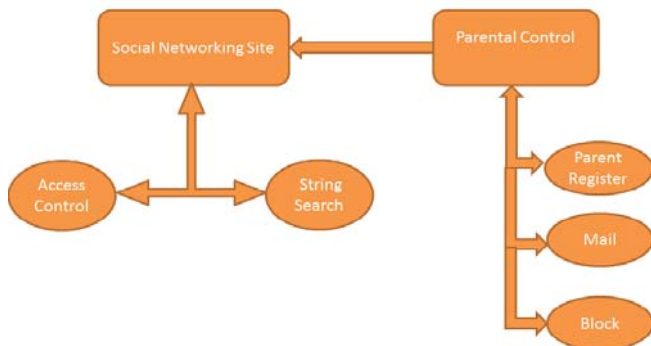 Social Networking Site
Parental Control
Access
Control
String
Search
Parent
Register
Mail
Block